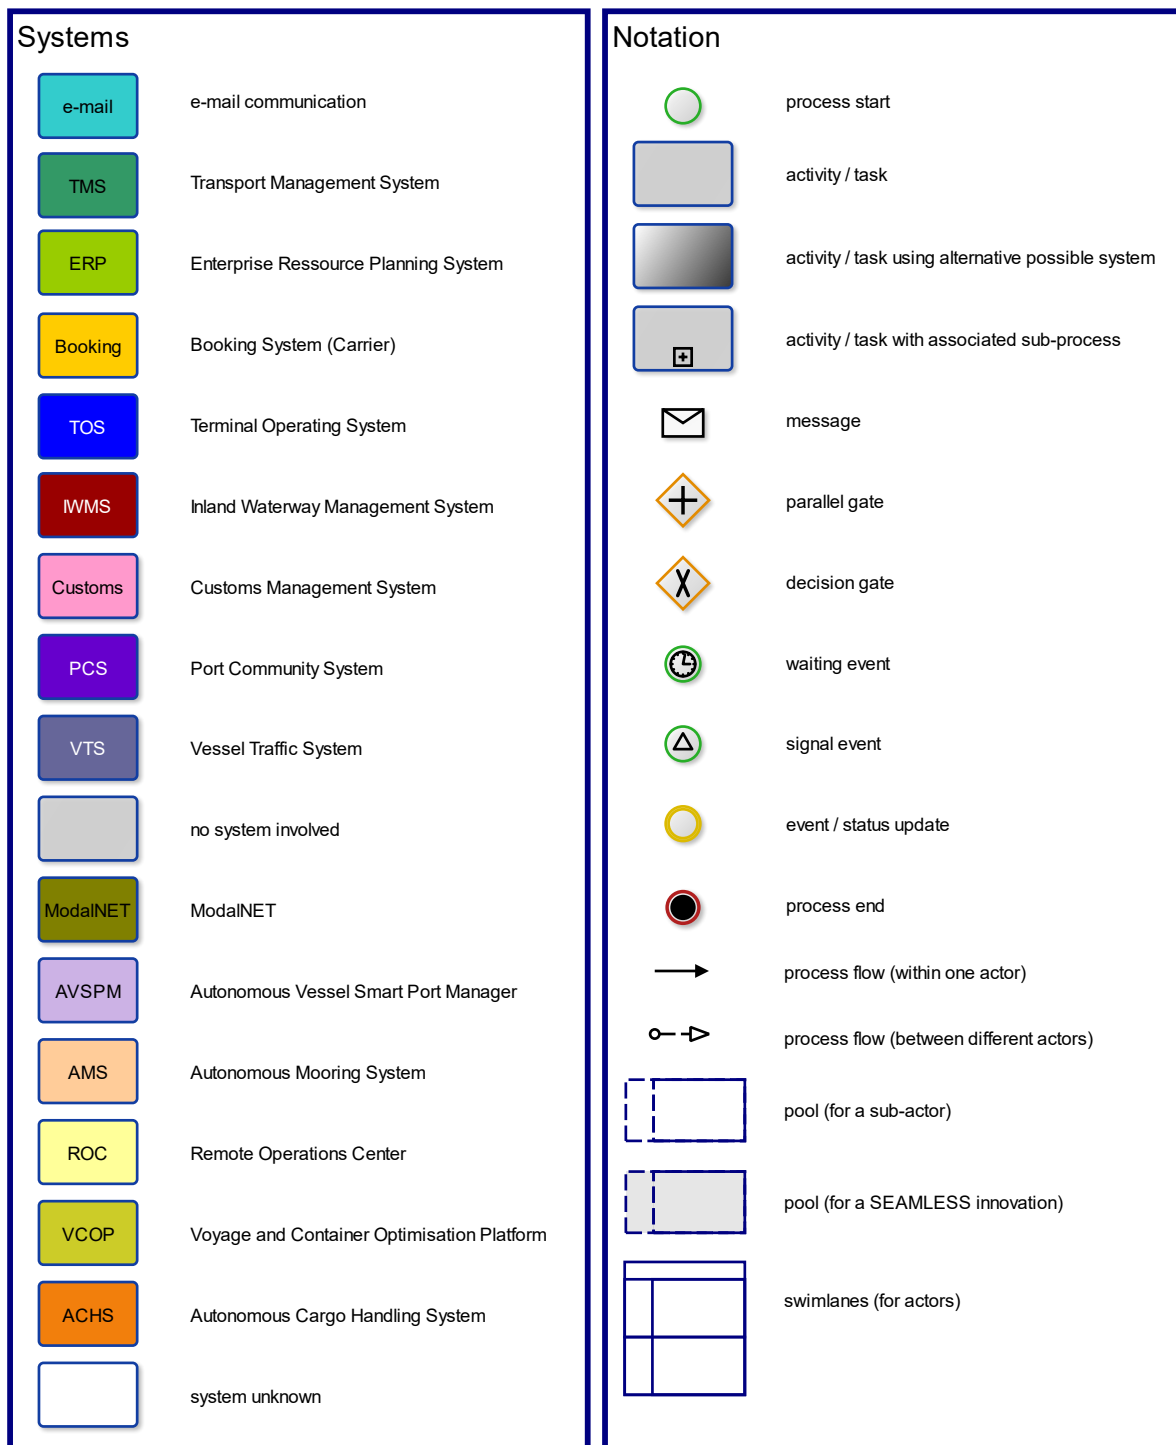 Systems
e-mail
e-mail communication
TMS
Transport Management System
ERP
Enterprise Ressource Planning System
Booking
Booking System (Carrier)
TOS
Terminal Operating System
IWMS
Inland Waterway Management System
Customs
Customs Management System
PCS
Port Community System
VTS
Vessel Traffic System
no system involved
ModalNET
ModalNET
AVSPM
Autonomous Vessel Smart Port Manager
AMS
Autonomous Mooring System
ROC
Remote Operations Center
VCOP
Voyage and Container Optimisation Platform
ACHS
Autonomous Cargo Handling System
system unknown
Notation
process start
activity / task
activity / task using alternative possible system
activity / task with associated sub-process
message
parallel gate
decision gate
waiting event
signal event
event / status update
process end
process flow (within one actor)
process flow (between different actors)
pool (for a sub-actor)
pool (for a SEAMLESS innovation)
swimlanes (for actors)